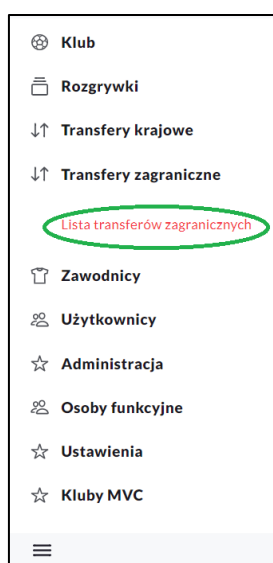 Klub
Rozgrywki
Transfery krajowe
Transfery zagraniczne
Lista transferów zagranicznych
Zawodnicy
Użytkownicy
Administracja
Osoby funkcyjne
Ustawienia
Kluby MVC